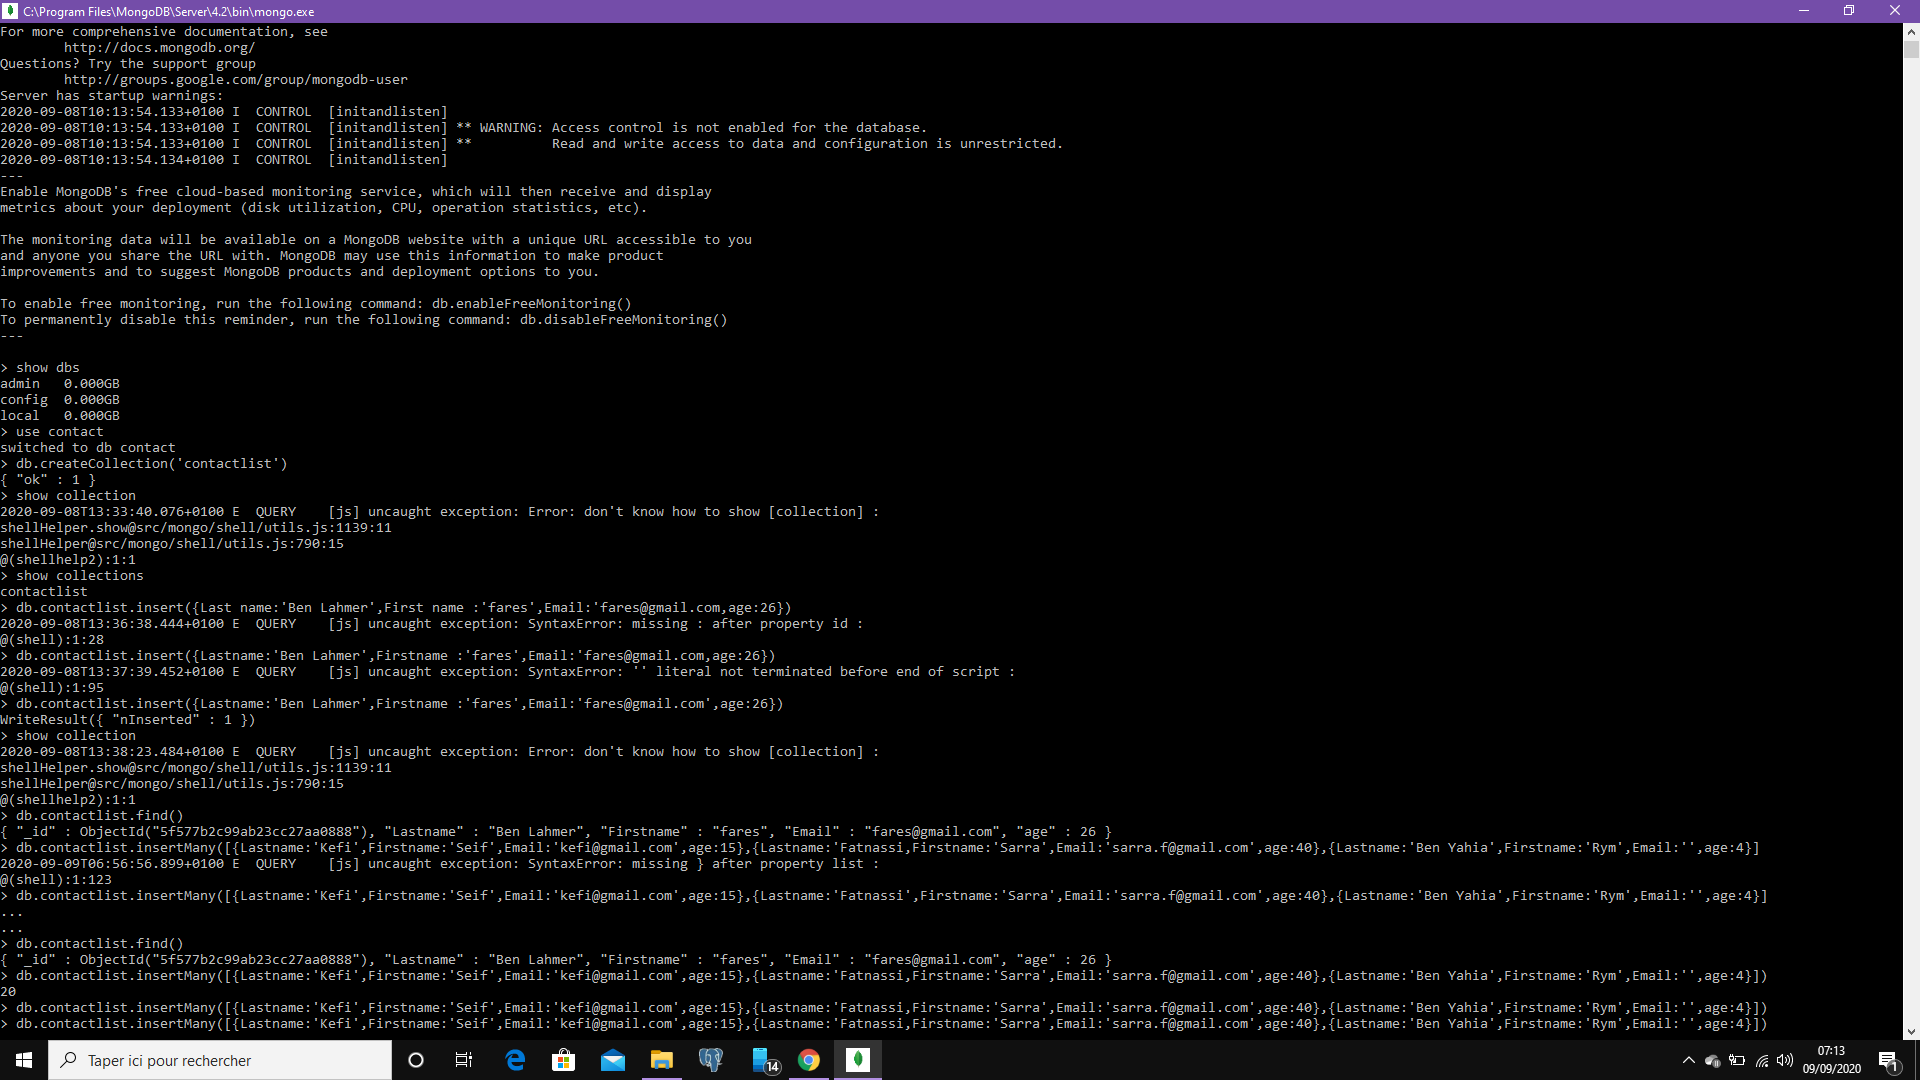 C:\Program Files\MongoDB\Server\4.2\bin\mongo.exe
For more comprehensive documentation, see
        http://docs.mongodb.org/
Questions? Try the support group
        http://groups.google.com/group/mongodb-user
Server has startup warnings:
2020-09-08T10:13:54.133+0100 I  CONTROL  [initandlisten]
2020-09-08T10:13:54.133+0100 I  CONTROL  [initandlisten] ** WARNING: Access control is not enabled for the database.
2020-09-08T10:13:54.133+0100 I  CONTROL  [initandlisten] **          Read and write access to data and configuration is unrestricted.
2020-09-08T10:13:54.134+0100 I  CONTROL  [initandlisten]
---
Enable MongoDB's free cloud-based monitoring service, which will then receive and display
metrics about your deployment (disk utilization, CPU, operation statistics, etc).

The monitoring data will be available on a MongoDB website with a unique URL accessible to you
and anyone you share the URL with. MongoDB may use this information to make product
improvements and to suggest MongoDB products and deployment options to you.

To enable free monitoring, run the following command: db.enableFreeMonitoring()
To permanently disable this reminder, run the following command: db.disableFreeMonitoring()
---

> show dbs
admin   0.000GB
config  0.000GB
local   0.000GB
> use contact
switched to db contact
> db.createCollection('contactlist')
{ "ok" : 1 }
> show collection
2020-09-08T13:33:40.076+0100 E  QUERY    [js] uncaught exception: Error: don't know how to show [collection] :
shellHelper.show@src/mongo/shell/utils.js:1139:11
shellHelper@src/mongo/shell/utils.js:790:15
@(shellhelp2):1:1
> show collections
contactlist
> db.contactlist.insert({Last name:'Ben Lahmer',First name :'fares',Email:'fares@gmail.com,age:26})
2020-09-08T13:36:38.444+0100 E  QUERY    [js] uncaught exception: SyntaxError: missing : after property id :
@(shell):1:28
> db.contactlist.insert({Lastname:'Ben Lahmer',Firstname :'fares',Email:'fares@gmail.com,age:26})
2020-09-08T13:37:39.452+0100 E  QUERY    [js] uncaught exception: SyntaxError: '' literal not terminated before end of script :
@(shell):1:95
> db.contactlist.insert({Lastname:'Ben Lahmer',Firstname :'fares',Email:'fares@gmail.com',age:26})
WriteResult({ "nInserted" : 1 })
> show collection
2020-09-08T13:38:23.484+0100 E  QUERY    [js] uncaught exception: Error: don't know how to show [collection] :
shellHelper.show@src/mongo/shell/utils.js:1139:11
shellHelper@src/mongo/shell/utils.js:790:15
@(shellhelp2):1:1
> db.contactlist.find()
{ "_id" : ObjectId("5f577b2c99ab23cc27aa0888"), "Lastname" : "Ben Lahmer", "Firstname" : "fares", "Email" : "fares@gmail.com", "age" : 26 }
> db.contactlist.insertMany([{Lastname:'Kefi',Firstname:'Seif',Email:'kefi@gmail.com',age:15},{Lastname:'Fatnassi,Firstname:'Sarra',Email:'sarra.f@gmail.com',age:40},{Lastname:'Ben Yahia',Firstname:'Rym',Email:'',age:4}]
2020-09-09T06:56:56.899+0100 E  QUERY    [js] uncaught exception: SyntaxError: missing } after property list :
@(shell):1:123
> db.contactlist.insertMany([{Lastname:'Kefi',Firstname:'Seif',Email:'kefi@gmail.com',age:15},{Lastname:'Fatnassi',Firstname:'Sarra',Email:'sarra.f@gmail.com',age:40},{Lastname:'Ben Yahia',Firstname:'Rym',Email:'',age:4}]
...
...
> db.contactlist.find()
{ "_id" : ObjectId("5f577b2c99ab23cc27aa0888"), "Lastname" : "Ben Lahmer", "Firstname" : "fares", "Email" : "fares@gmail.com", "age" : 26 }
> db.contactlist.insertMany([{Lastname:'Kefi',Firstname:'Seif',Email:'kefi@gmail.com',age:15},{Lastname:'Fatnassi,Firstname:'Sarra',Email:'sarra.f@gmail.com',age:40},{Lastname:'Ben Yahia',Firstname:'Rym',Email:'',age:4}])
20
> db.contactlist.insertMany([{Lastname:'Kefi',Firstname:'Seif',Email:'kefi@gmail.com',age:15},{Lastname:'Fatnassi,Firstname:'Sarra',Email:'sarra.f@gmail.com',age:40},{Lastname:'Ben Yahia',Firstname:'Rym',Email:'',age:4}])
> db.contactlist.insertMany([{Lastname:'Kefi',Firstname:'Seif',Email:'kefi@gmail.com',age:15},{Lastname:'Fatnassi,Firstname:'Sarra',Email:'sarra.f@gmail.com',age:40},{Lastname:'Ben Yahia',Firstname:'Rym',Email:'',age:4}])
Taper ici pour rechercher
14
07:13
09/09/2020
1